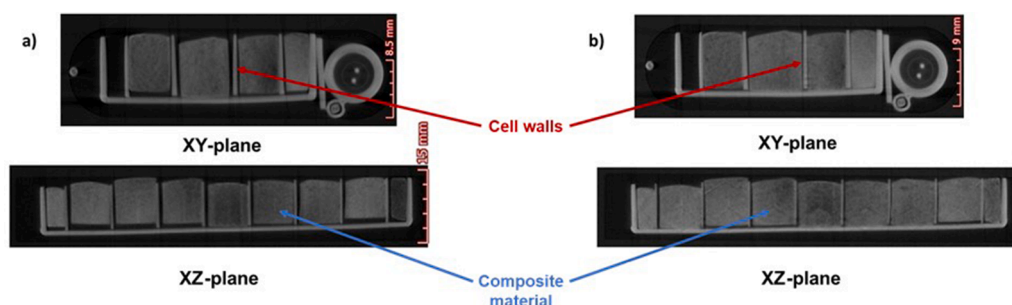 a)
8.5 mm
XY-plane
15 mm
XZ-plane
Cell walls
Composite
material
b)
9 mm
XY-plane
XZ-plane